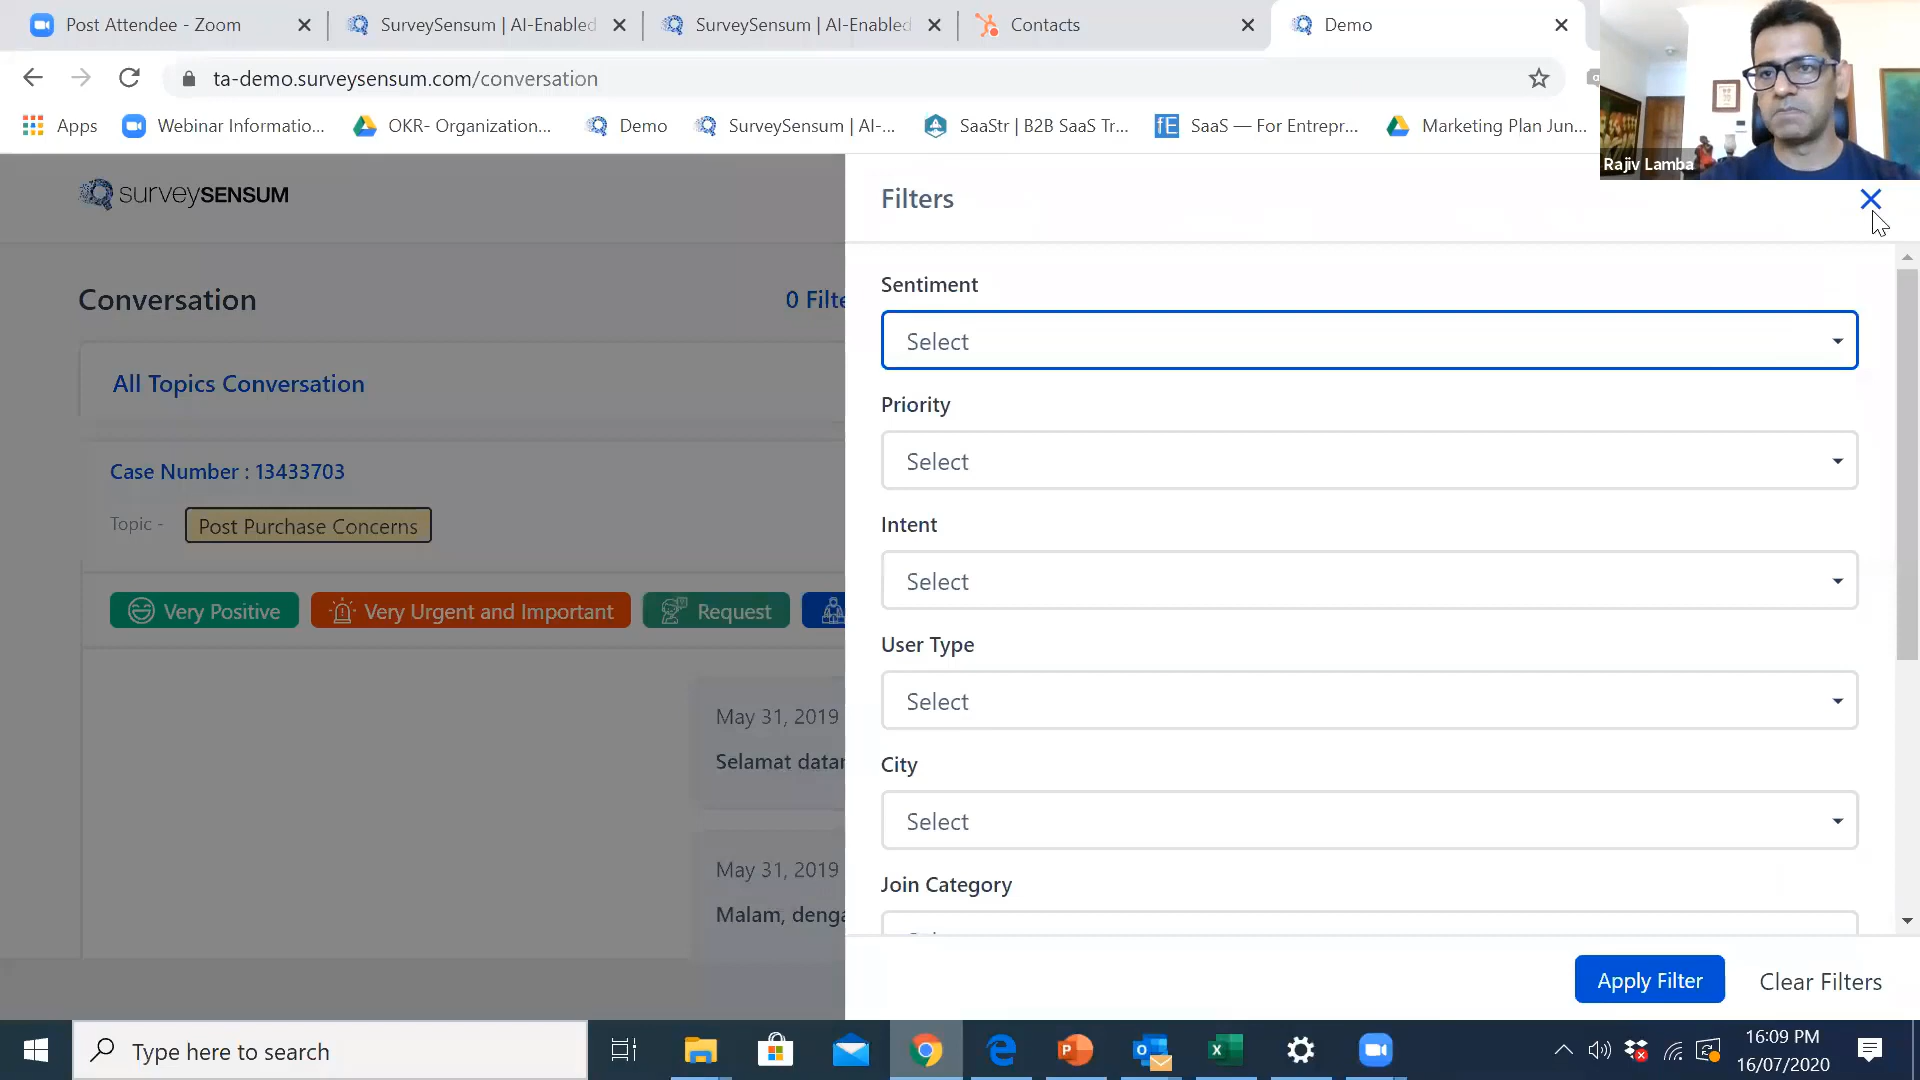 Post Attendee - Zoom
SurveySensum | AI-Enabled
SurveySensum | AI-Enabled
Contacts
Demo
ta-demo.surveysensum.com/conversation
Apps
Webinar Informatio...
OKR- Organization...
Demo
SurveySensum | AI-...
SaaStr | B2B SaaS Tr...
fE SaaS — For Entrepr...
Marketing Plan Jun...
Rajiv Lamba
surveySENSUM
Filters
Conversation
0 Filte
All Topics Conversation
Case Number : 13433703
Topic -
Post Purchase Concerns
Very Positive
Very Urgent and Important
Request
May 31, 2019
Selamat datan
May 31, 2019
Malam, denga
Sentiment
Select
Priority
Select
Intent
Select
User Type
Select
City
Select
Join Category
Apply Filter
Clear Filters
Type here to search
16:09 PM
16/07/2020